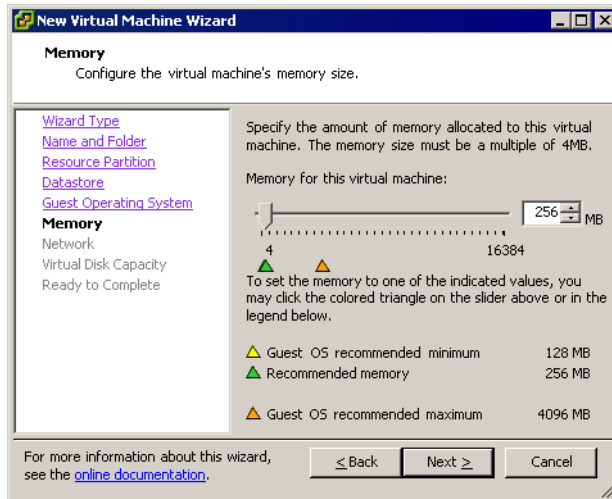 New Virtual Machine Wizard
Memory
Configure the virtual machine's memory size.
Wizard Type
Name and Folder
Resource Partition
Datastore
Guest Operating System
Memory
Network
Virtual Disk Capacity
Ready to Complete
Specify the amount of memory allocated to this virtual
machine. The memory size must be a multiple of 4MB.
Memory for this virtual machine:
256 MB
4 16384
To set the memory to one of the indicated values, you
may click the colored triangle on the slider above or in the
legend below.
Guest OS recommended minimum 128 MB
Recommended memory 256 MB
Guest OS recommended maximum 4096 MB
For more information about this wizard,
see the online documentation.
< Back Next > Cancel